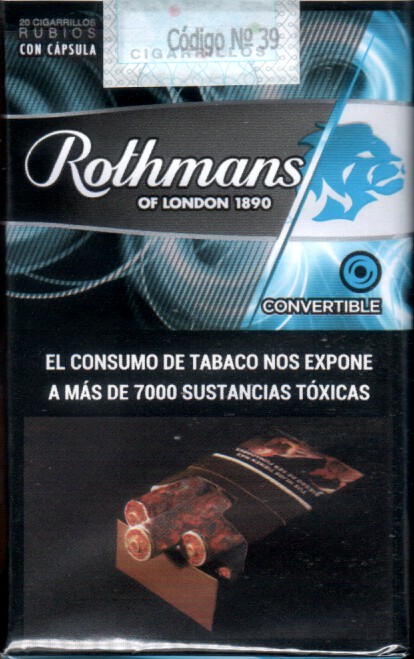 20 CIGARRILLOS
RUBIOS
CON CÁPSULA
CIGARRILLOS
Código Nº 39
Rothmans
OF LONDON 1890
CONVERTIBLE
EL CONSUMO DE TABACO NOS EXPONE
A MÁS DE 7000 SUSTANCIAS TÓXICAS